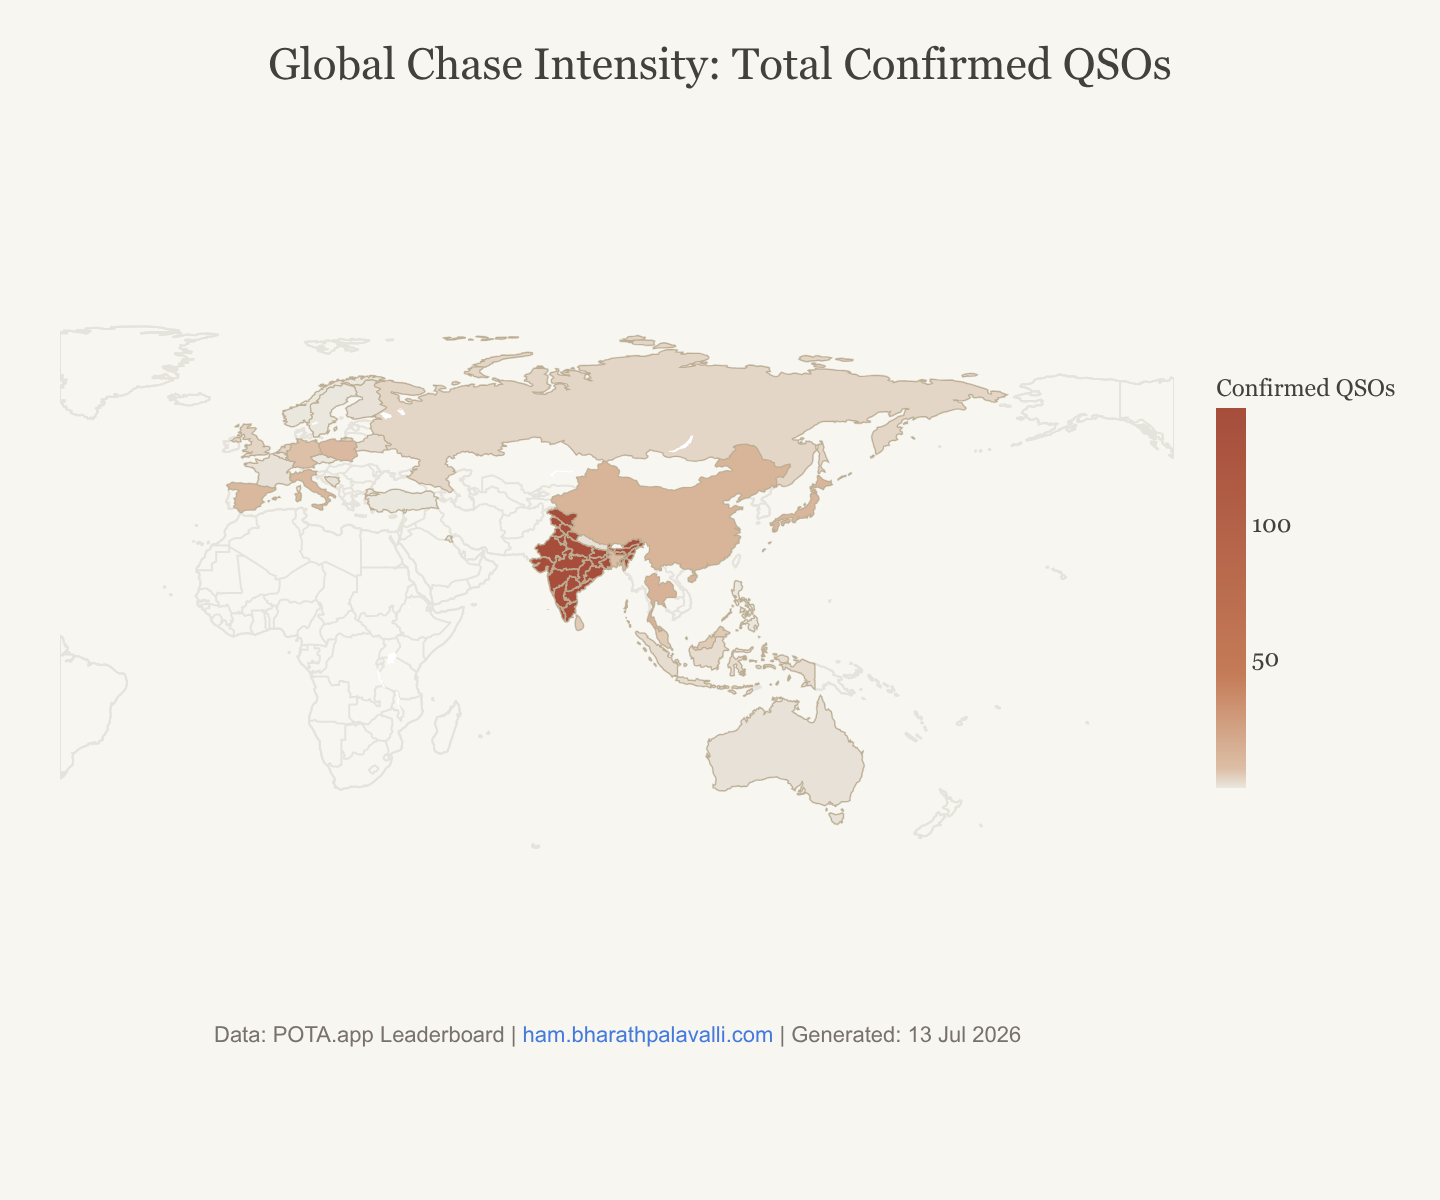 Global Chase Intensity: Total Confirmed QSOs
Confirmed QSOs
100
50
Data: POTA.app Leaderboard | ham.bharathpalavalli.com | Generated: 13 Jul 2026